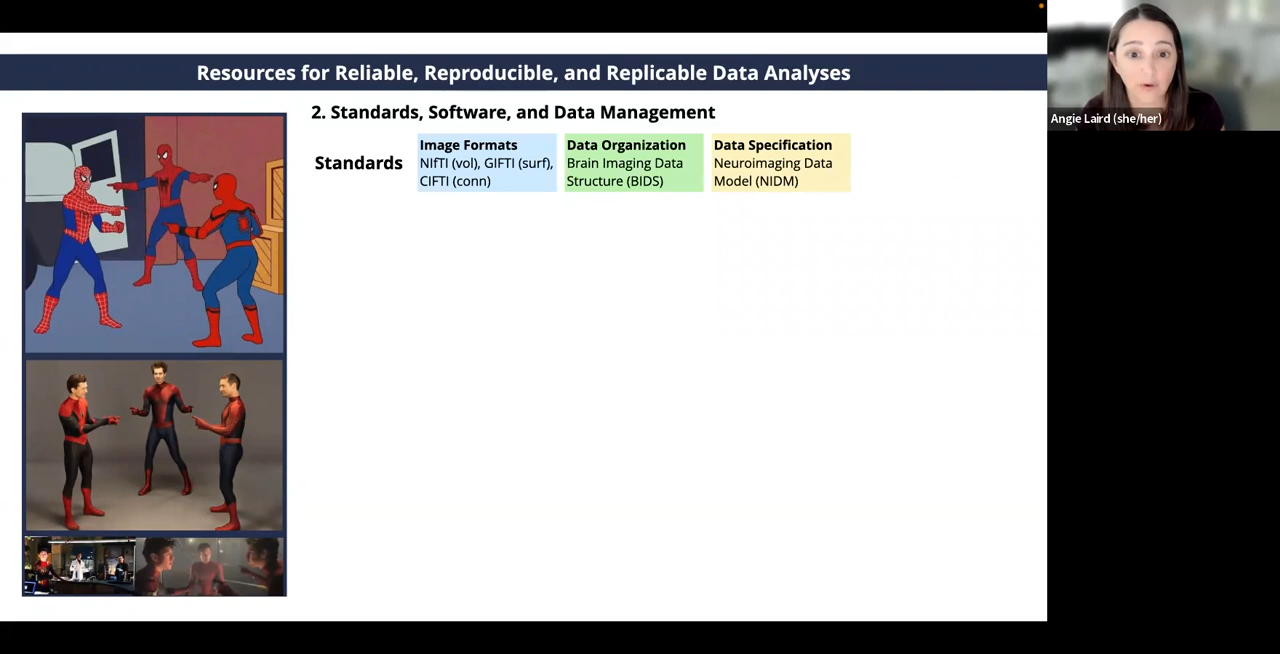 Resources for Reliable, Reproducible, and Replicable Data Analyses
2. Standards, Software, and Data Management
Standards
Image Formats
NIfTI (vol), GIFTI (surf),
CIFTI (conn)
Data Organization
Brain Imaging Data
Structure (BIDS)
Data Specification
Neuroimaging Data
Model (NIDM)
Angie Laird (she/her)